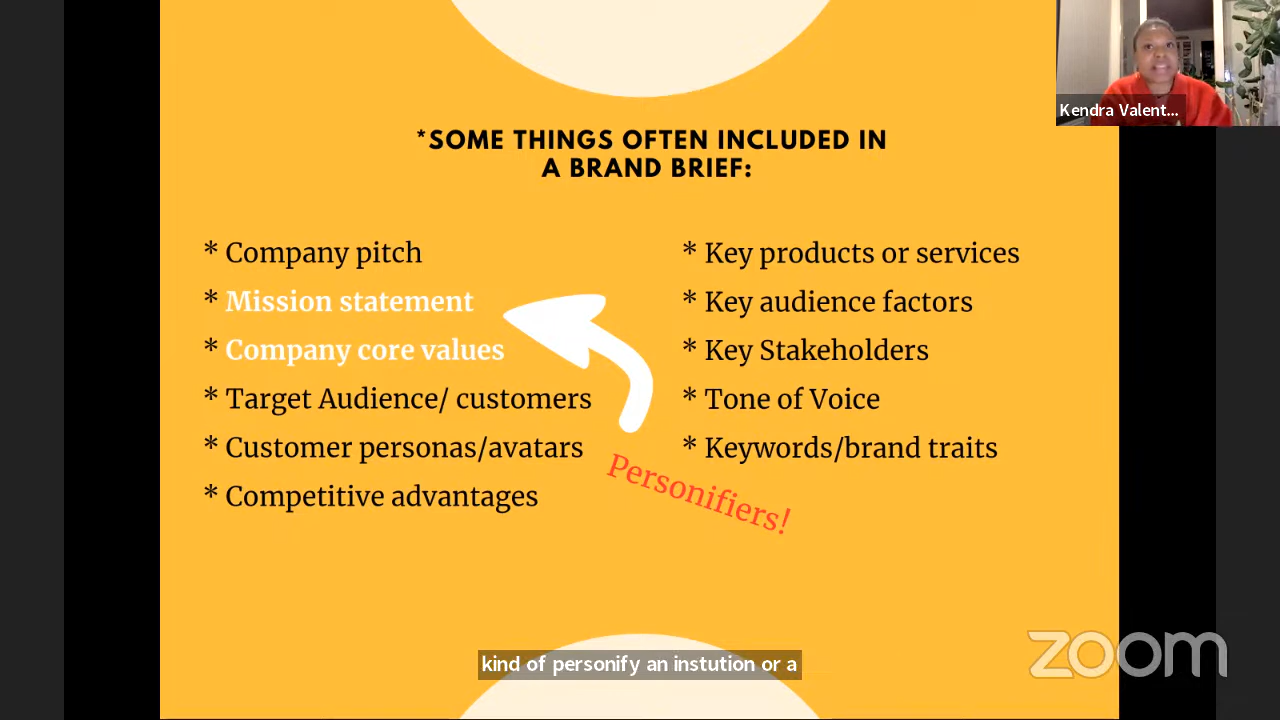 Kendra Valent...
*SOME THINGS OFTEN INCLUDED IN
A BRAND BRIEF:
* Company pitch
* Mission statement
* Company core values
* Target Audience/ customers
* Customer personas/avatars
* Competitive advantages
* Key products or services
* Key audience factors
* Key Stakeholders
* Tone of Voice
* Keywords/brand traits
Personifiers!
kind of personify an instution or a
zoom